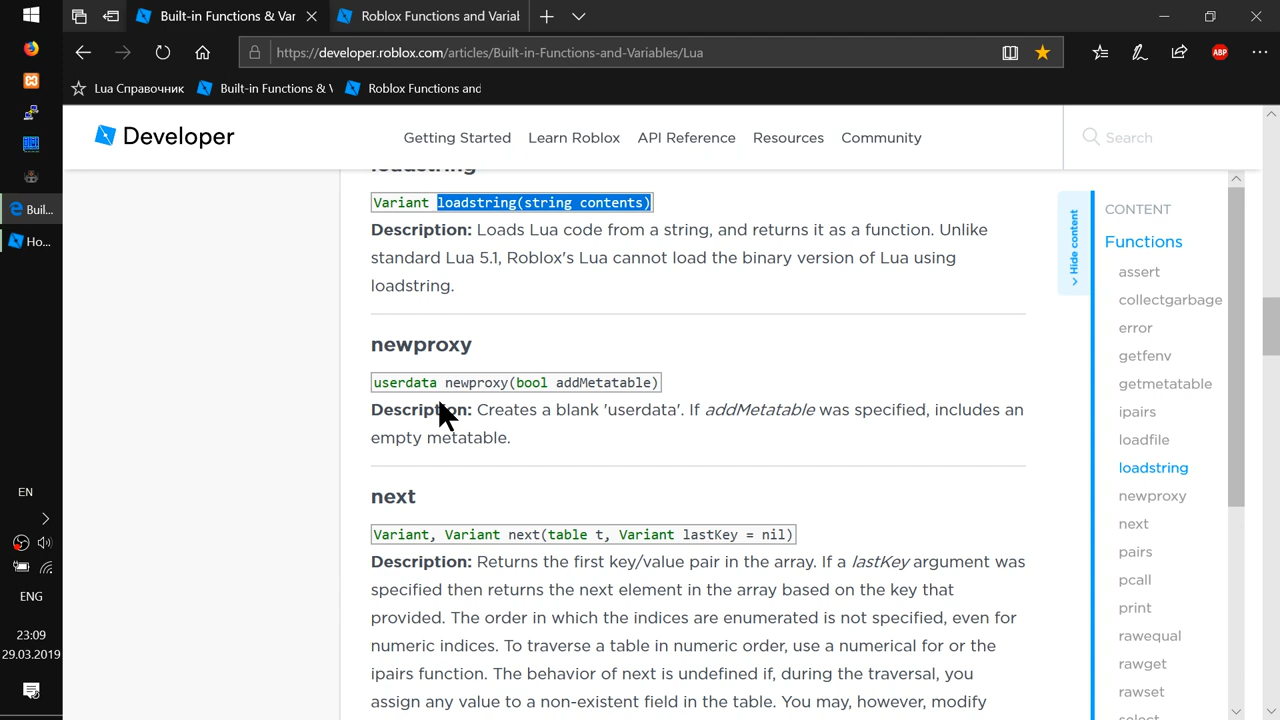 Built-in Functions & Var
Roblox Functions and Varial
https://developer.roblox.com/articles/Built-in-Functions-and-Variables/Lua
ABP
Lua Справочник
Built-in Functions & \
Roblox Functions and
Developer
Getting Started
Learn Roblox
API Reference
Resources
Community
Search
Buil...
Ho...
EN
ENG
23:09
29.03.2019
loadstring
Variant loadstring(string contents)
Description: Loads Lua code from a string, and returns it as a function. Unlike
standard Lua 5.1, Roblox's Lua cannot load the binary version of Lua using
loadstring.
newproxy
userdata newproxy(bool addMetatable)
Description: Creates a blank 'userdata'. If addMetatable was specified, includes an
empty metatable.
next
Variant, Variant next(table t, Variant lastKey = nil)
Description: Returns the first key/value pair in the array. If a lastKey argument was
specified then returns the next element in the array based on the key that
provided. The order in which the indices are enumerated is not specified, even for
numeric indices. To traverse a table in numeric order, use a numerical for or the
ipairs function. The behavior of next is undefined if, during the traversal, you
assign any value to a non-existent field in the table. You may, however, modify
Hide content
CONTENT
Functions
assert
collectgarbage
error
getfenv
getmetatable
ipairs
loadfile
loadstring
newproxy
next
pairs
pcall
print
rawequal
rawget
rawset
select